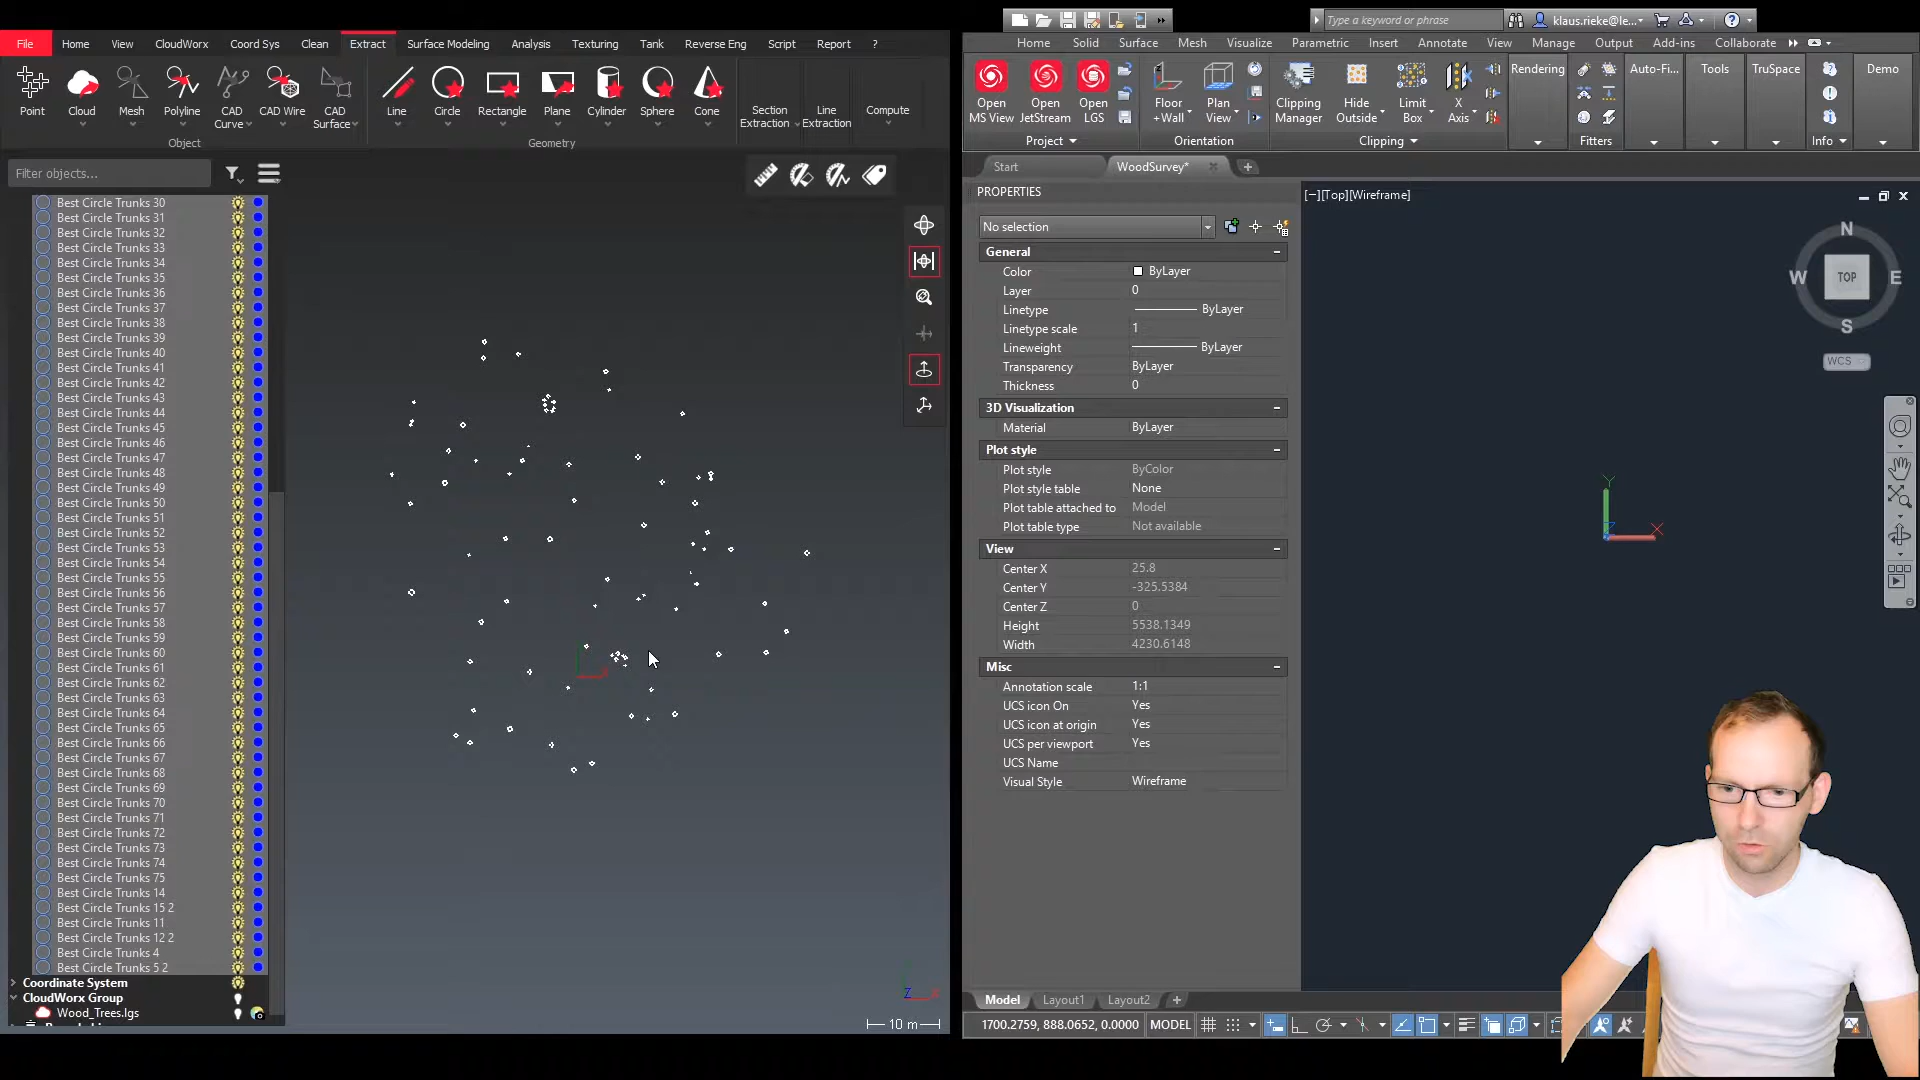 File Home View CloudWorx Coord Sys Clean Extract Surface Modeling Analysis Texturing Tank Reverse Eng Script Report ?
Point Cloud Mesh Polyline CAD Curve CAD Wire CAD Surface Line Circle Rectangle Plane Cylinder Sphere Cone Section Extraction Line Extraction Compute
Object Geometry
Filter objects...
Best Circle Trunks 30
Best Circle Trunks 31
Best Circle Trunks 32
Best Circle Trunks 33
Best Circle Trunks 34
Best Circle Trunks 35
Best Circle Trunks 36
Best Circle Trunks 37
Best Circle Trunks 38
Best Circle Trunks 39
Best Circle Trunks 40
Best Circle Trunks 41
Best Circle Trunks 42
Best Circle Trunks 43
Best Circle Trunks 44
Best Circle Trunks 45
Best Circle Trunks 46
Best Circle Trunks 47
Best Circle Trunks 48
Best Circle Trunks 49
Best Circle Trunks 50
Best Circle Trunks 51
Best Circle Trunks 52
Best Circle Trunks 53
Best Circle Trunks 54
Best Circle Trunks 55
Best Circle Trunks 56
Best Circle Trunks 57
Best Circle Trunks 58
Best Circle Trunks 59
Best Circle Trunks 60
Best Circle Trunks 61
Best Circle Trunks 62
Best Circle Trunks 63
Best Circle Trunks 64
Best Circle Trunks 65
Best Circle Trunks 66
Best Circle Trunks 67
Best Circle Trunks 68
Best Circle Trunks 69
Best Circle Trunks 70
Best Circle Trunks 71
Best Circle Trunks 72
Best Circle Trunks 73
Best Circle Trunks 74
Best Circle Trunks 75
Best Circle Trunks 14
Best Circle Trunks 15 2
Best Circle Trunks 11
Best Circle Trunks 12 2
Best Circle Trunks 4
Best Circle Trunks 5 2
Coordinate System
CloudWorx Group
Wood_Trees.lgs
Z
10 m
Type a keyword or phrase klaus.rieke@le...
Home Solid Surface Mesh Visualize Parametric Insert Annotate View Manage Output Add-ins Collaborate
Open MS View Open JetStream Open LGS Floor +Wall Plan View Clipping Manager Hide Outside Limit Box X Axis Rendering Auto-Fi... Tools TruSpace Demo
Project Orientation Clipping Fitters Info
Start WoodSurvey*
PROPERTIES
No selection
General
Color ByLayer
Layer 0
Linetype ByLayer
Linetype scale 1
Lineweight ByLayer
Transparency ByLayer
Thickness 0
3D Visualization
Material ByLayer
Plot style
Plot style ByColor
Plot style table None
Plot table attached to Model
Plot table type Not available
View
Center X 25.8
Center Y -325.5384
Center Z 0
Height 5538.1349
Width 4230.6148
Misc
Annotation scale 1:1
UCS icon On Yes
UCS icon at origin Yes
UCS per viewport Yes
UCS Name
Visual Style Wireframe
[−][Top][Wireframe]
N
W TOP E
S
WCS
Y
X
Model Layout1 Layout2
1700.2759, 888.0652, 0.0000 MODEL